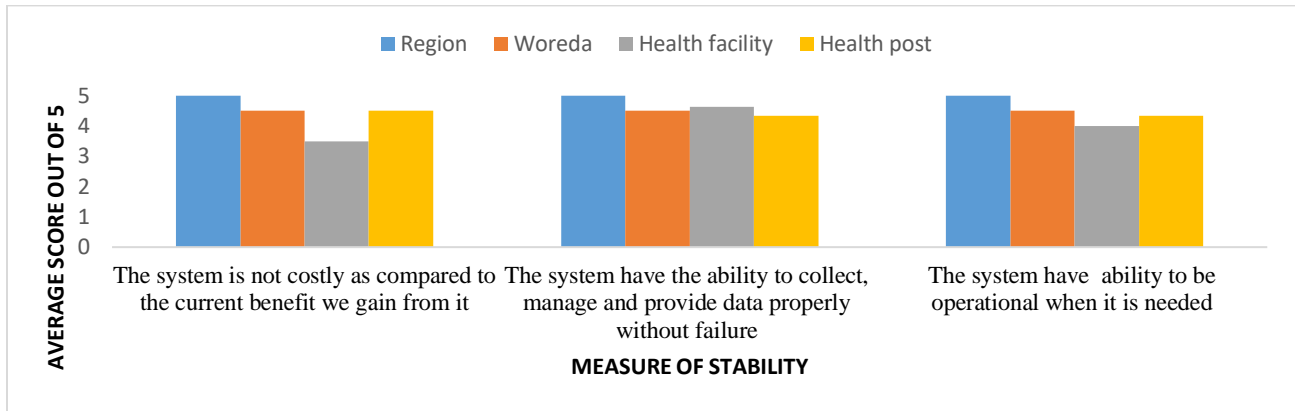 Region Woreda Health facility Health post
AVERAGE SCORE OUT OF 5
5
4
3
2
1
0
The system is not costly as compared to
the current benefit we gain from it
The system have the ability to collect,
manage and provide data properly
without failure
The system have ability to be
operational when it is needed
MEASURE OF STABILITY